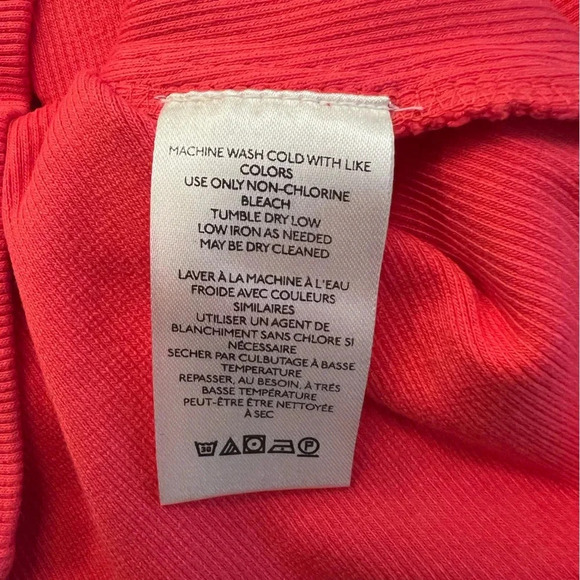 MACHINE WASH COLD WITH LIKE
COLORS
USE ONLY NON-CHLORINE
BLEACH
TUMBLE DRY LOW
LOW IRON AS NEEDED
MAY BE DRY CLEANED
LAVER À LA MACHINE À L'EAU
FROIDE AVEC COULEURS
SIMILAIRES
UTILISER UN AGENT DE
BLANCHIMENT SANS CHLORE SI
NÉCESSAIRE
SECHER PAR CULBUTAGE À BASSE
TEMPERATURE
REPASSER, AU BESOIN, À TRÉS
BASSE TEMPÉRATURE
PEUT-ÊTRE ÊTRE NETTOYÉE
À SEC
30 P